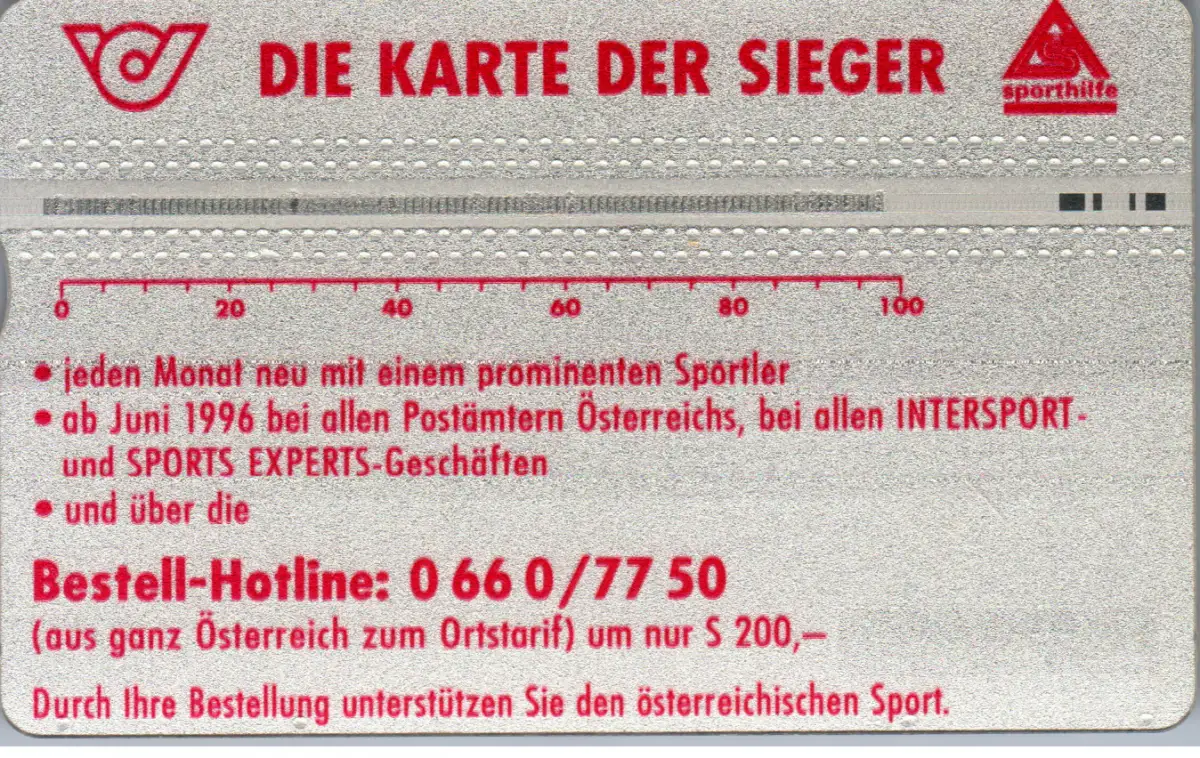 DIE KARTE DER SIEGER
sporthilfe
0 20 40 60 80 100
• jeden Monat neu mit einem prominenten Sportler
• ab Juni 1996 bei allen Postämtern Österreichs, bei allen INTERSPORT-
und SPORTS EXPERTS-Geschäften
• und über die
Bestell-Hotline: 0 66 0/77 50
(aus ganz Österreich zum Ortstarif) um nur S 200,–
Durch Ihre Bestellung unterstützen Sie den österreichischen Sport.